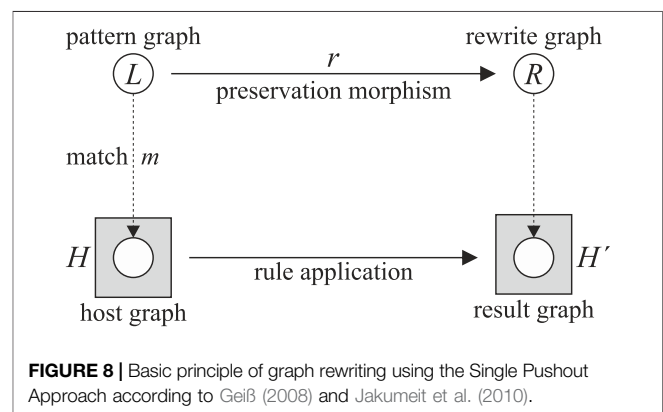 pattern graph
rewrite graph
L
r
R
preservation morphism
match m
H
H´
rule application
host graph
result graph
FIGURE 8 | Basic principle of graph rewriting using the Single Pushout
Approach according to Geiß (2008) and Jakumeit et al. (2010).